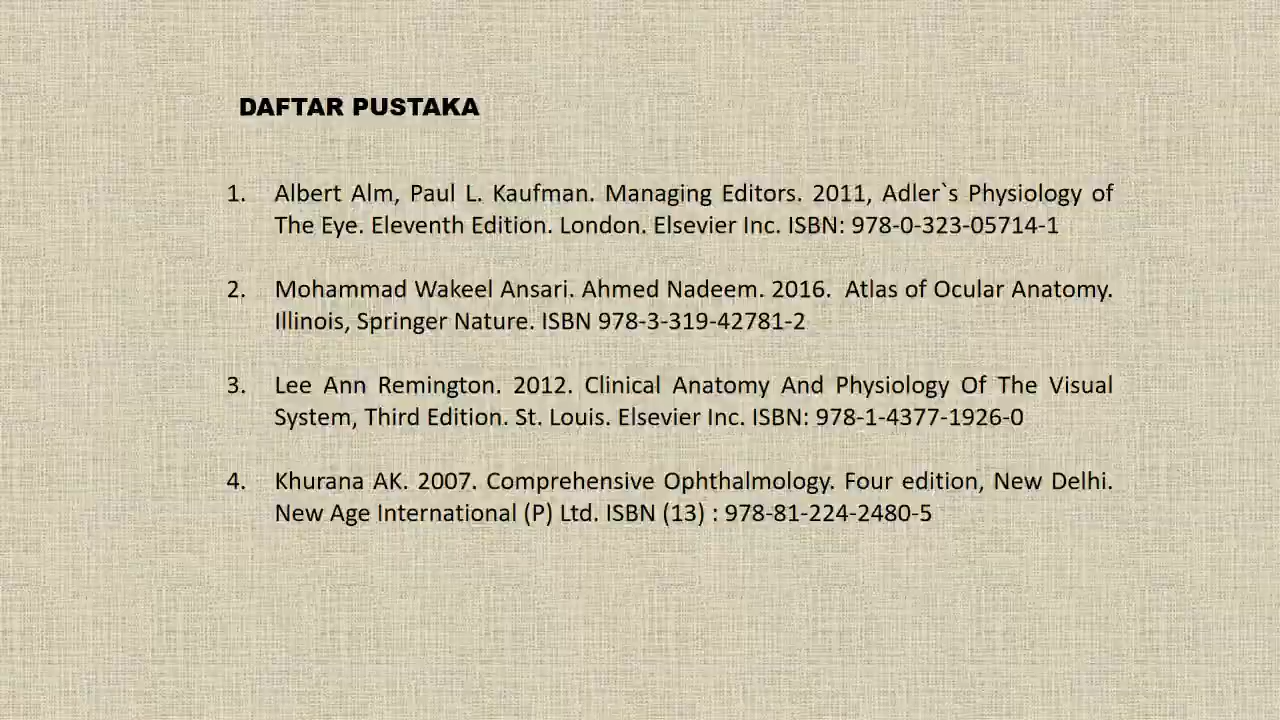 DAFTAR PUSTAKA
1. Albert Alm, Paul L. Kaufman. Managing Editors. 2011, Adler`s Physiology of
The Eye. Eleventh Edition. London. Elsevier Inc. ISBN: 978-0-323-05714-1
2. Mohammad Wakeel Ansari. Ahmed Nadeem. 2016.  Atlas of Ocular Anatomy.
Illinois, Springer Nature. ISBN 978-3-319-42781-2
3. Lee Ann Remington. 2012. Clinical Anatomy And Physiology Of The Visual
System, Third Edition. St. Louis. Elsevier Inc. ISBN: 978-1-4377-1926-0
4. Khurana AK. 2007. Comprehensive Ophthalmology. Four edition, New Delhi.
New Age International (P) Ltd. ISBN (13) : 978-81-224-2480-5